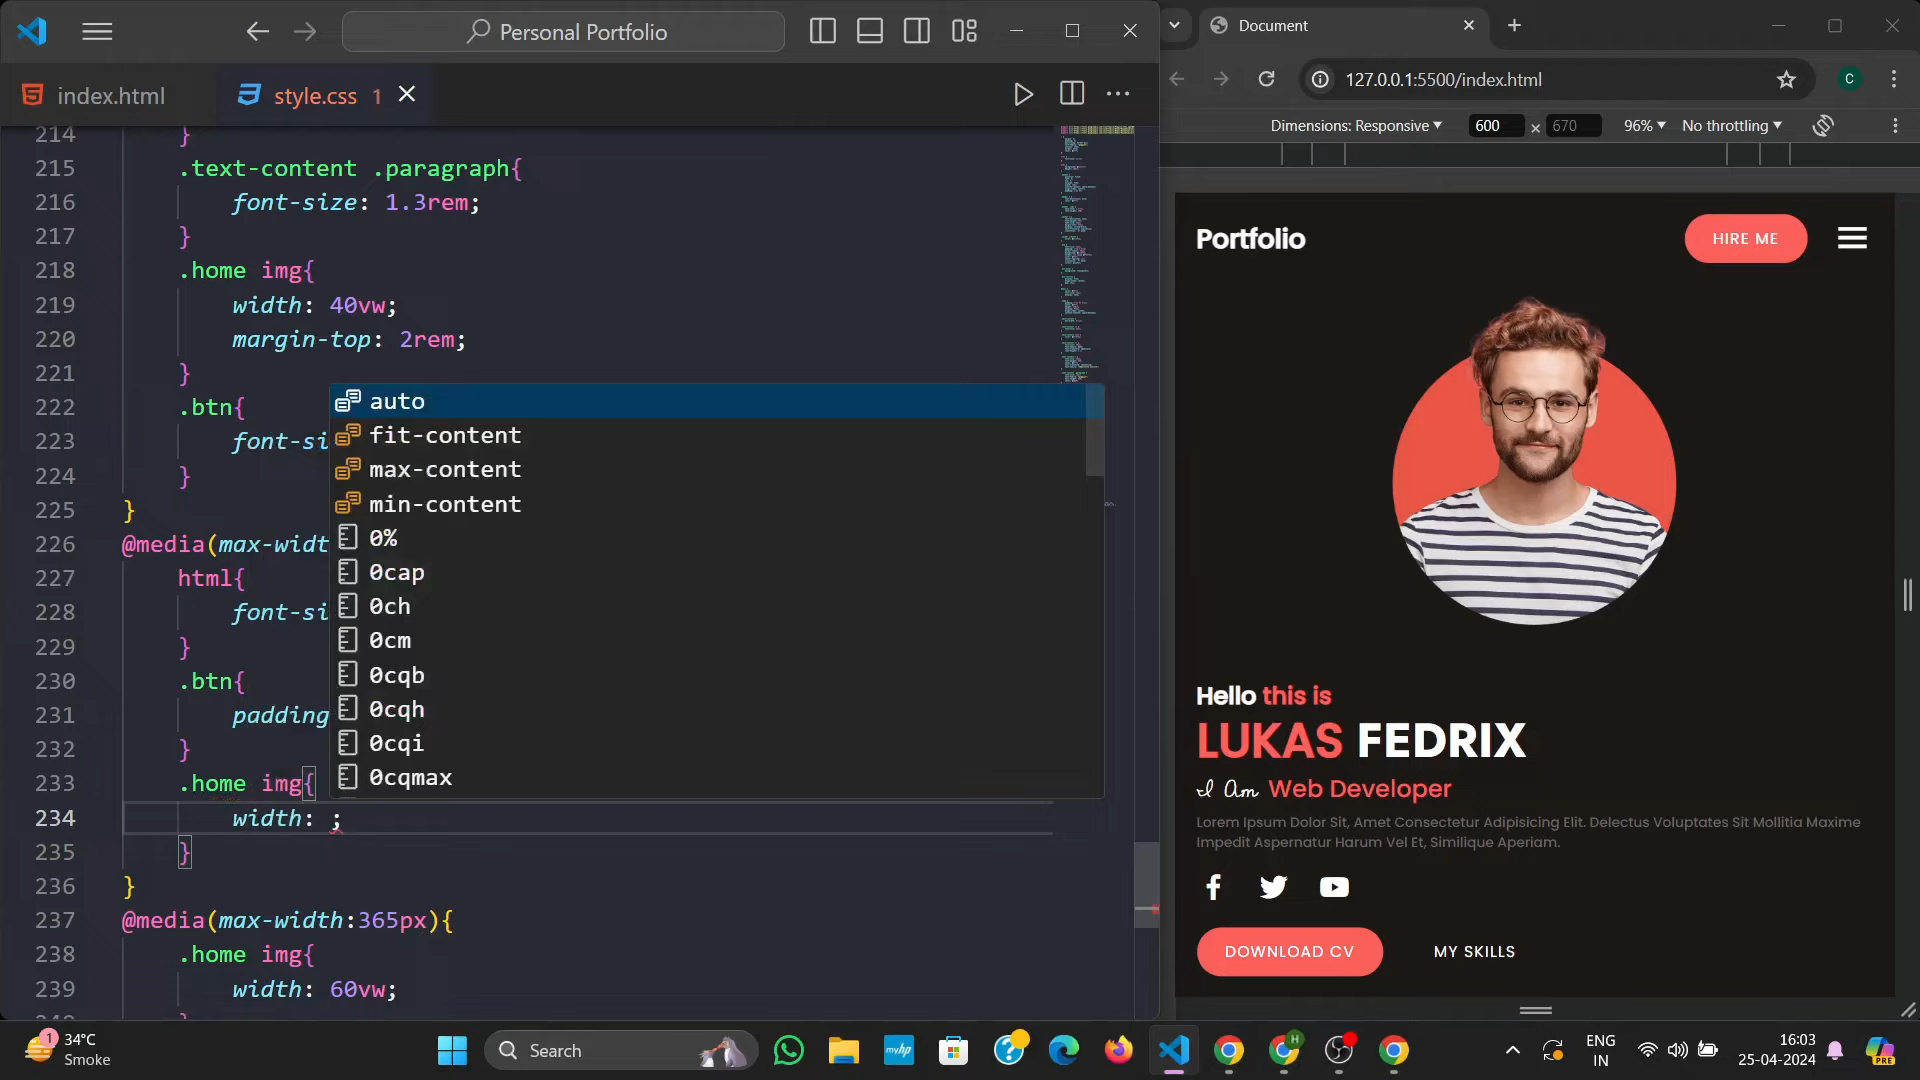 Personal Portfolio
index.html
style.css 1
214 }
215 .text-content .paragraph{
216 font-size: 1.3rem;
217 }
218 .home img{
219 width: 40vw;
220 margin-top: 2rem;
221 }
222 .btn{
223 font-si
224 }
225 }
226 @media(max-widt
227 html{
228 font-si
229 }
230 .btn{
231 padding
232 }
233 .home img{
234 width: ;
235 }
236 }
237 @media(max-width:365px){
238 .home img{
239 width: 60vw;
auto
fit-content
max-content
min-content
0%
0cap
0ch
0cm
0cqb
0cqh
0cqi
0cqmax
Document
127.0.0.1:5500/index.html
C
Dimensions: Responsive
600 × 670
96%
No throttling
Portfolio
HIRE ME
Hello this is
LUKAS FEDRIX
I Am Web Developer
Lorem Ipsum Dolor Sit, Amet Consectetur Adipisicing Elit. Delectus Voluptates Sit Mollitia Maxime
Impedit Aspernatur Harum Vel Et, Similique Aperiam.
DOWNLOAD CV
MY SKILLS
1
34°C
Smoke
Search
myhp
H
ENG
IN
16:03
25-04-2024
PRE